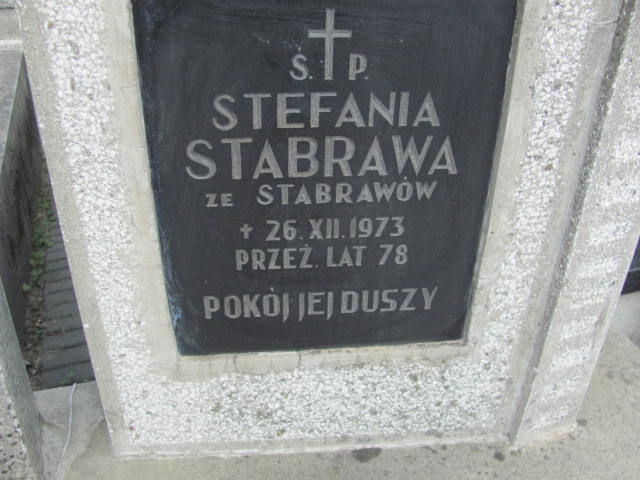 S. P.
STEFANIA
STABRAWA
ZE STABRAWÓW
+ 26. XII. 1973
PRZEŻ. LAT 78
POKÓJ JEJ DUSZY